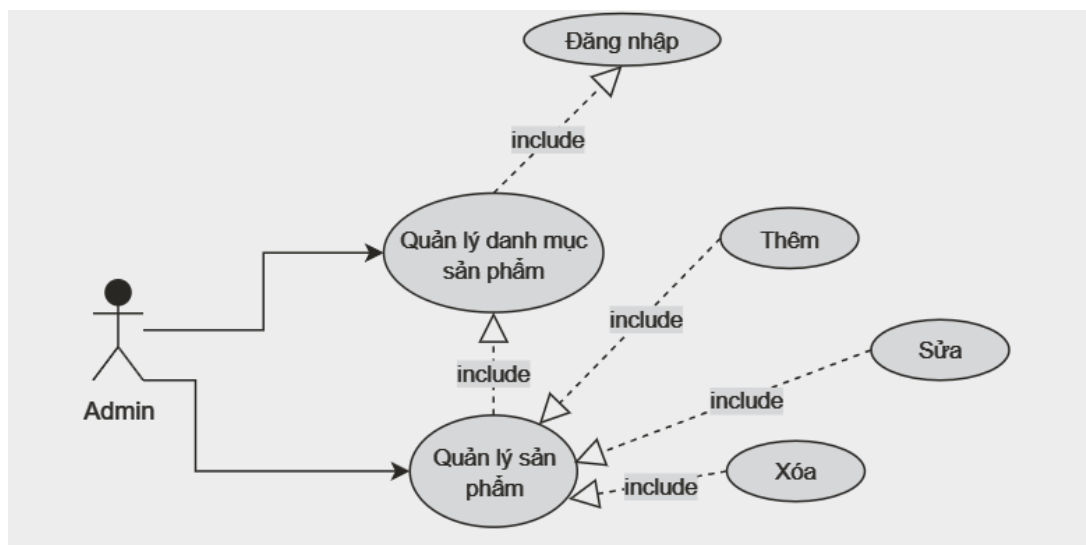 Đăng nhập
include
Quản lý danh mục
sản phẩm
Thêm
include
Sửa
include
include
Admin
Quản lý sản
phẩm
Xóa
include